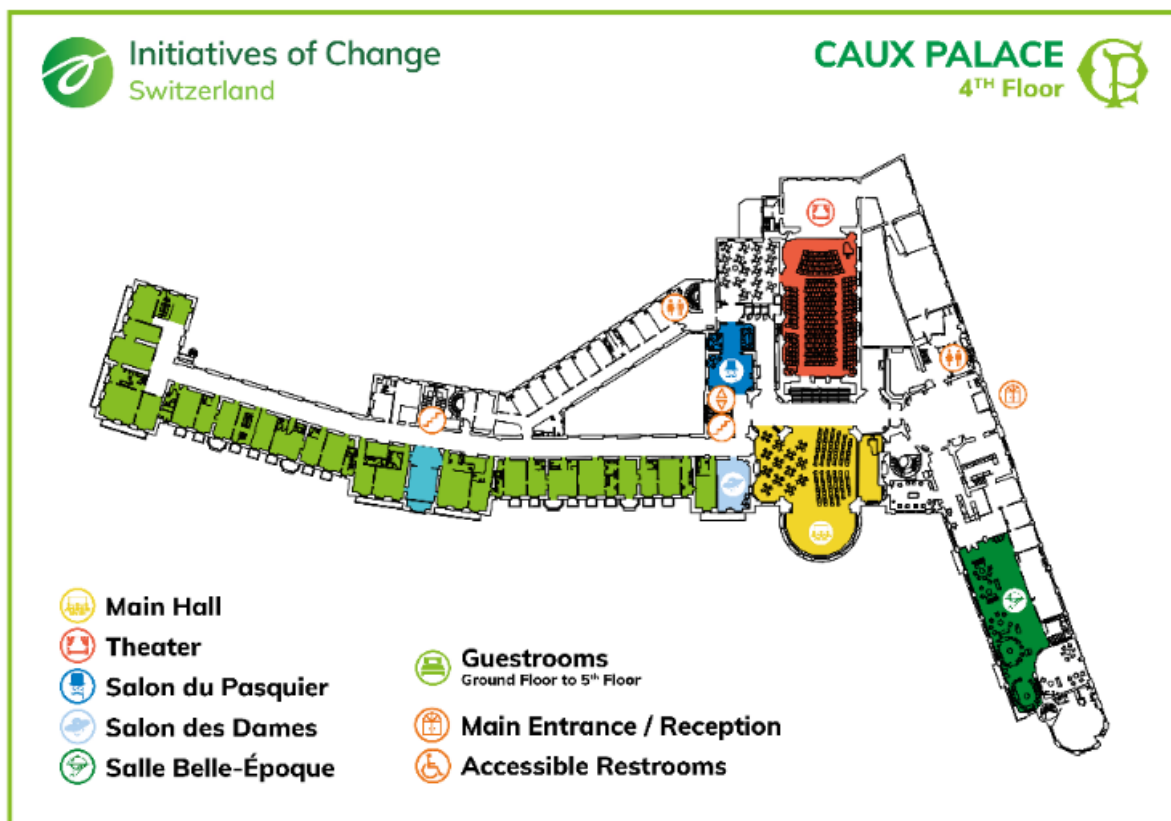 Initiatives of Change
Switzerland
CAUX PALACE
4TH Floor
Main Hall
Theater
Salon du Pasquier
Salon des Dames
Salle Belle-Époque
Guestrooms
Ground Floor to 5th Floor
Main Entrance / Reception
Accessible Restrooms